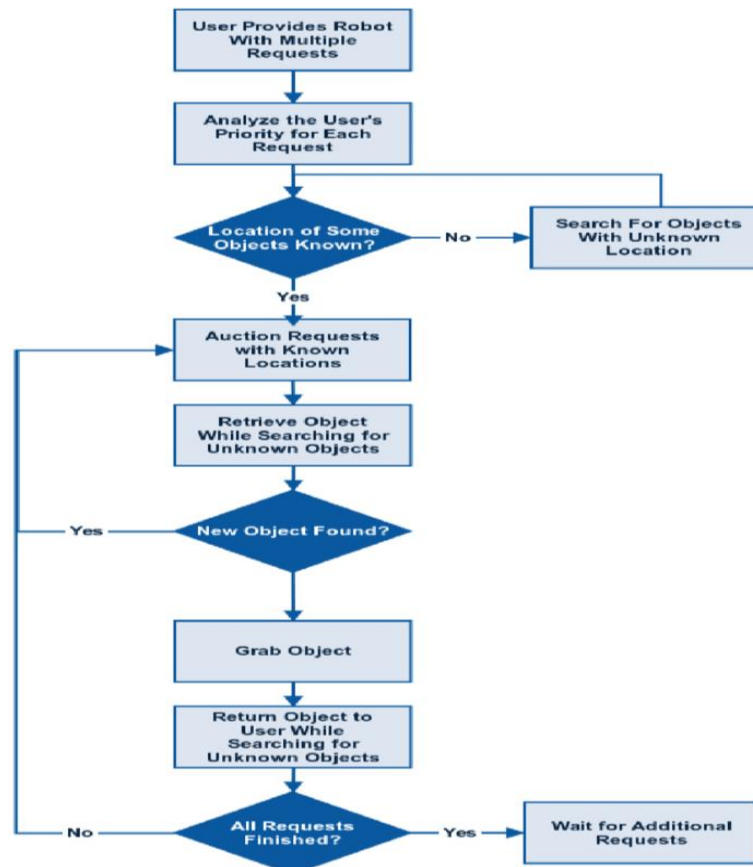 User Provides Robot
With Multiple
Requests
Analyze the User's
Priority for Each
Request
Location of Some
Objects Known?
No
Search For Objects
With Unknown
Location
Yes
Auction Requests
with Known
Locations
Retrieve Object
While Searching for
Unknown Objects
Yes
New Object Found?
Grab Object
Return Object to
User While
Searching for
Unknown Objects
No
All Requests
Finished?
Yes
Wait for Additional
Requests